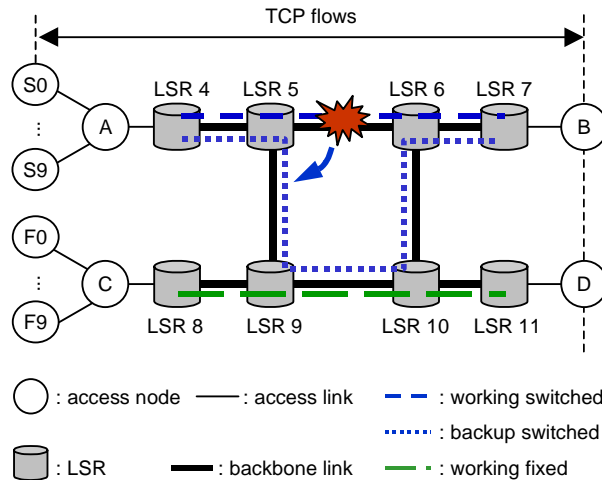 TCP flows
S0
LSR 4
LSR 5
LSR 6
LSR 7
⋮
A
B
S9
F0
⋮
C
D
F9
LSR 8
LSR 9
LSR 10
LSR 11
: access node
: access link
: working switched
: backup switched
: LSR
: backbone link
: working fixed